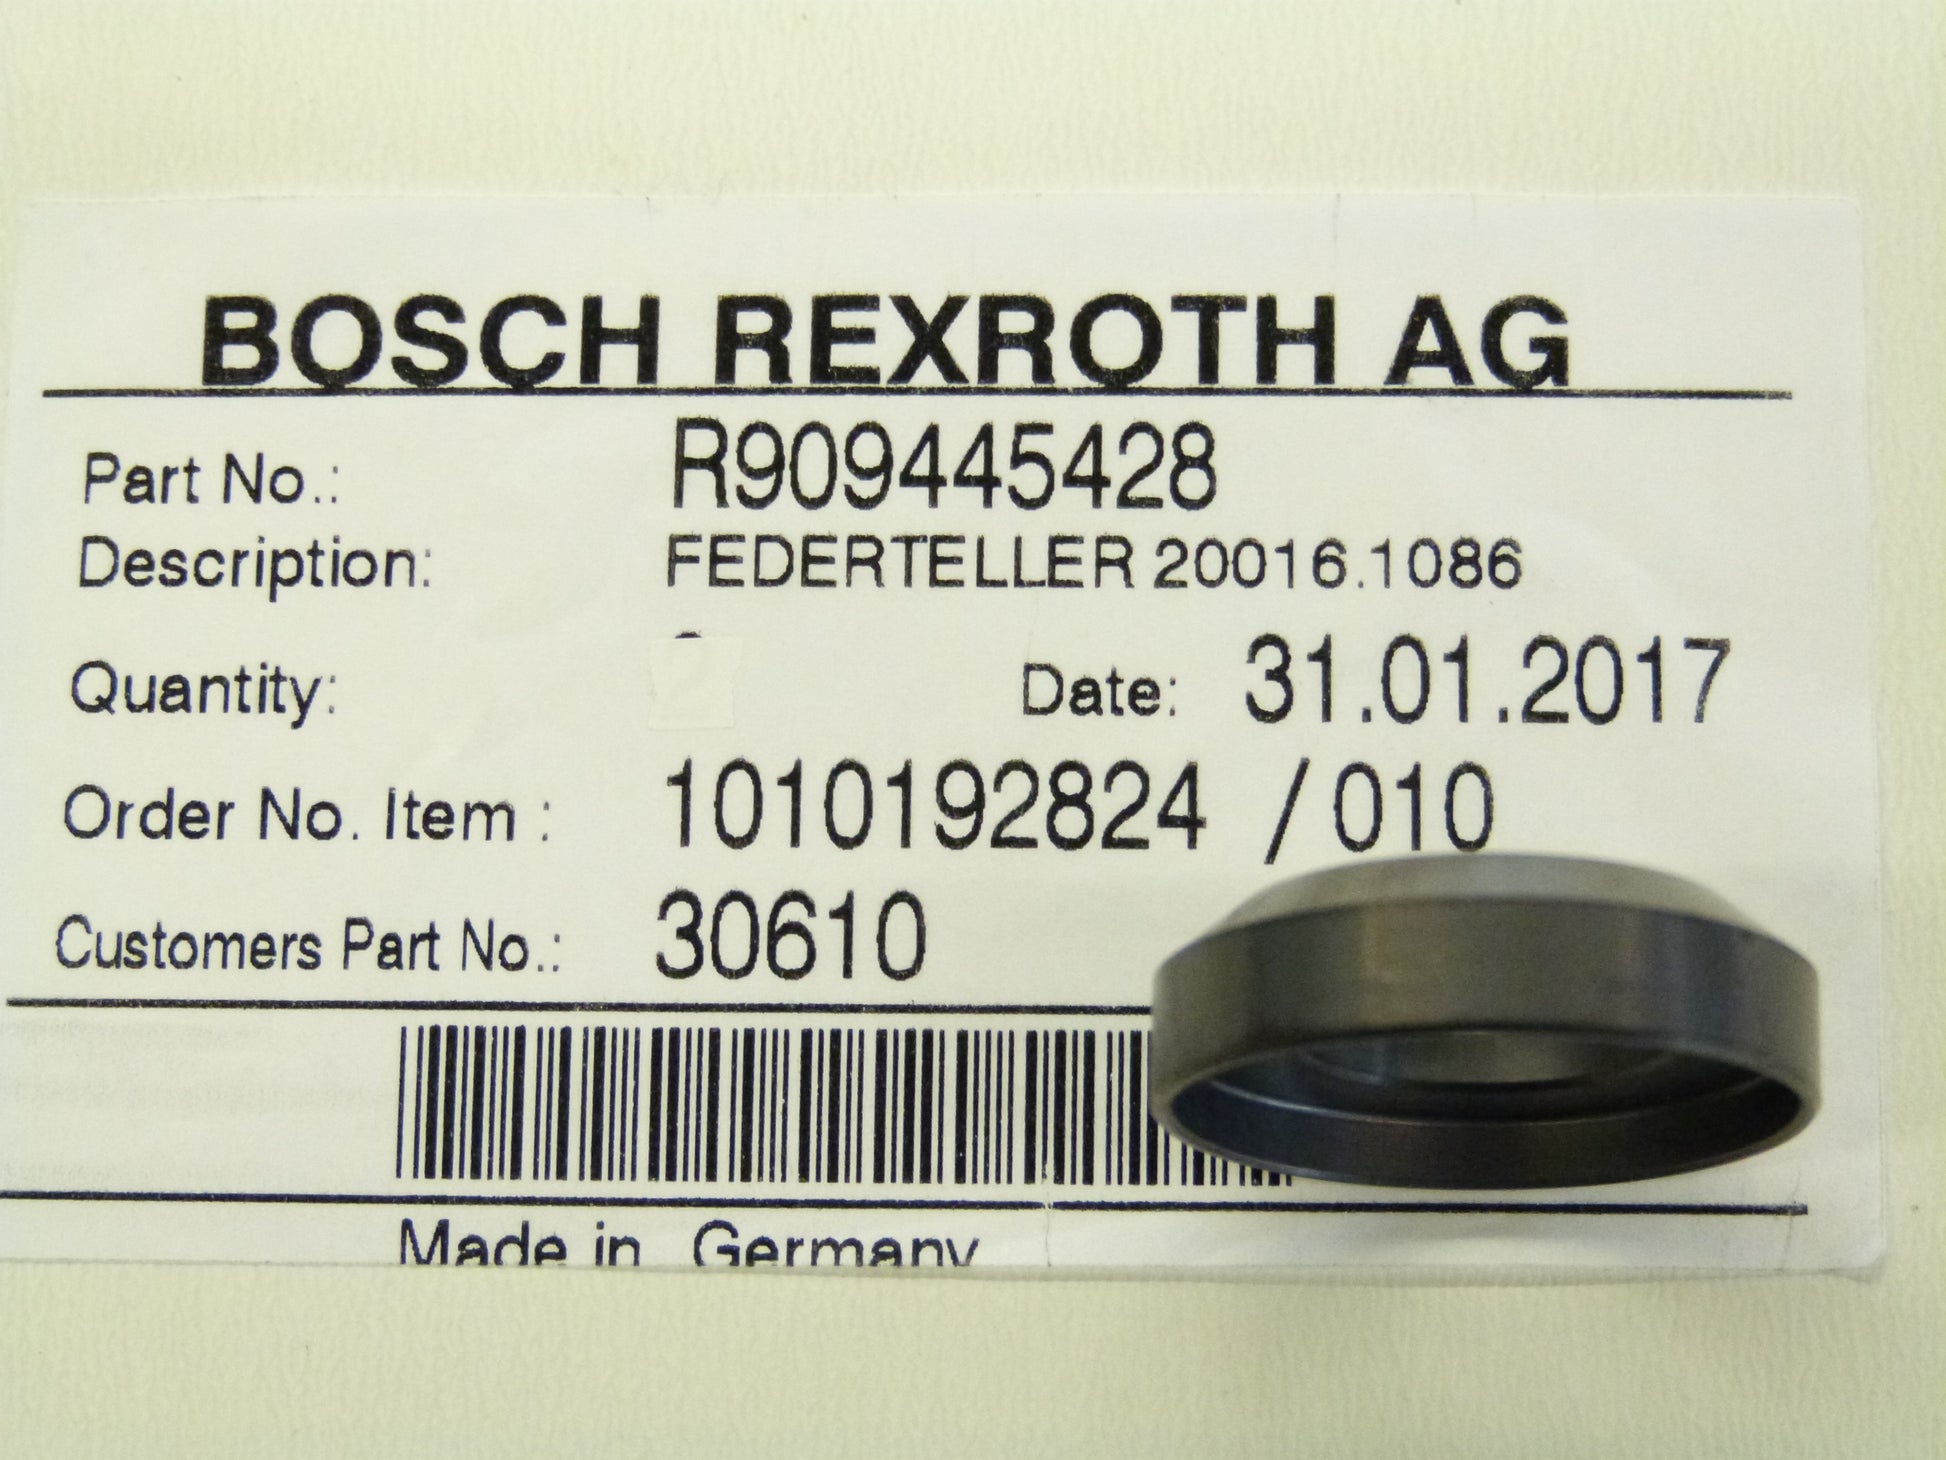 BOSCH REXROTH AG
Part No.: R909445428
Description: FEDERTELLER 20016.1086
Quantity: Date: 31.01.2017
Order No. Item : 1010192824 / 010
Customers Part No.: 30610
Made in Germany